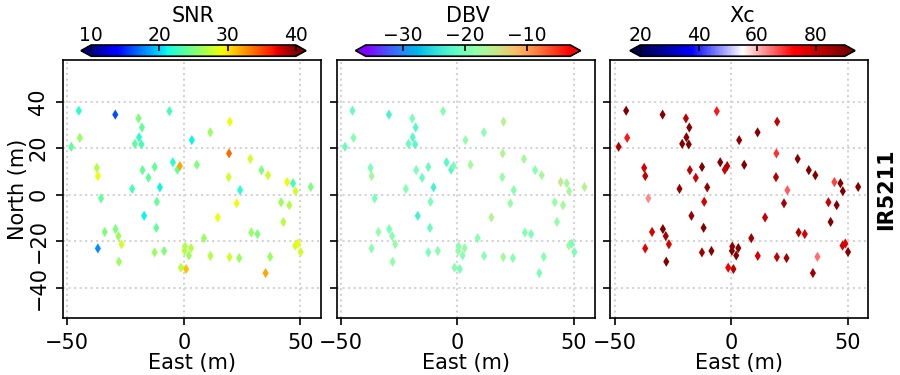 SNR DBV Xc
10 20 30 40 −30 −20 −10 20 40 60 80
North (m)
40
20
0
−20
−40
IR5211
−50 0 50 −50 0 50 −50 0 50
East (m) East (m) East (m)